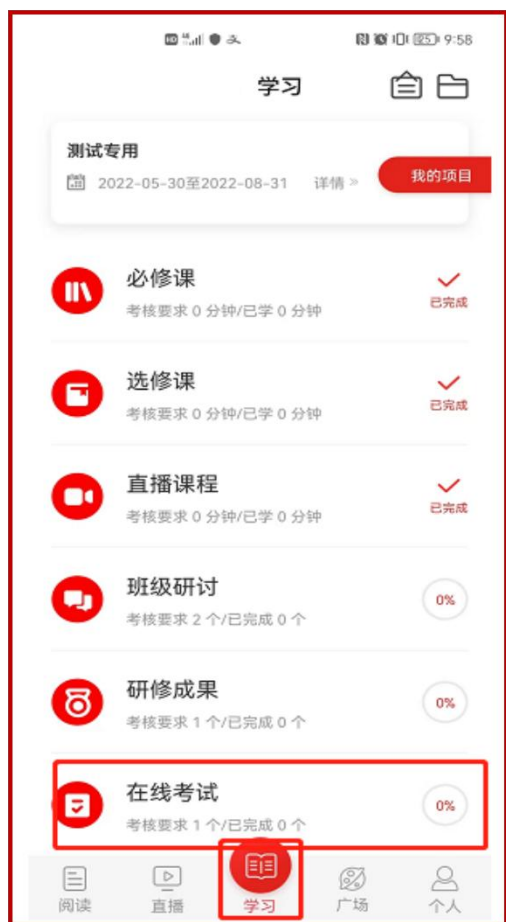 HD 4G 25 9:58
学习
测试专用
2022-05-30至2022-08-31 详情 »
我的项目
必修课
考核要求 0 分钟/已学 0 分钟
已完成
选修课
考核要求 0 分钟/已学 0 分钟
已完成
直播课程
考核要求 0 分钟/已学 0 分钟
已完成
班级研讨
考核要求 2 个/已完成 0 个
0%
研修成果
考核要求 1 个/已完成 0 个
0%
在线考试
考核要求 1 个/已完成 0 个
0%
阅读 直播 学习 广场 个人